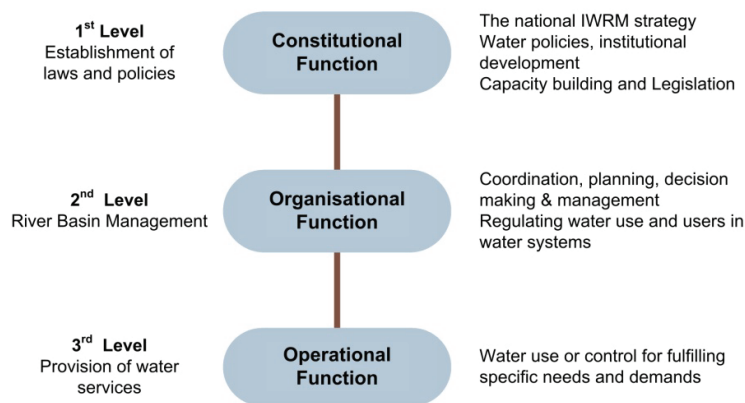 1st Level
Establishment of
laws and policies
Constitutional
Function
The national IWRM strategy
Water policies, institutional
development
Capacity building and Legislation
2nd Level
River Basin Management
Organisational
Function
Coordination, planning, decision
making & management
Regulating water use and users in
water systems
3rd Level
Provision of water
services
Operational
Function
Water use or control for fulfilling
specific needs and demands